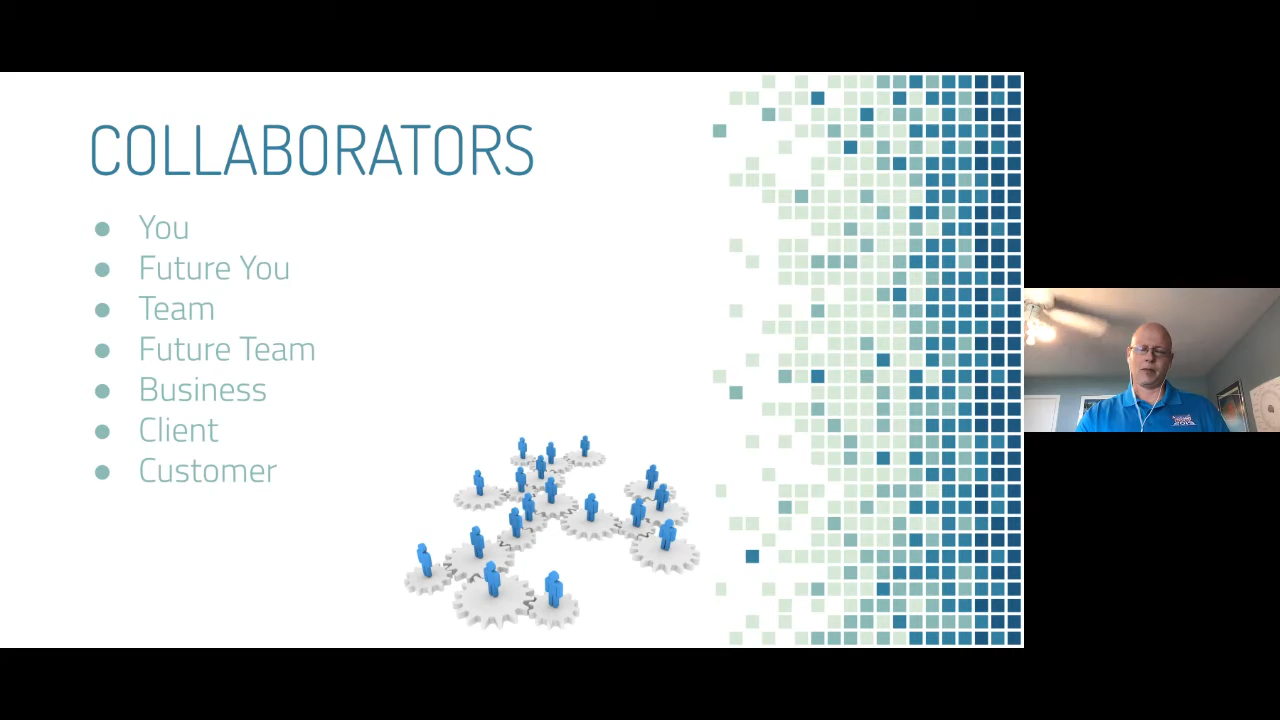 COLLABORATORS
You
Future You
Team
Future Team
Business
Client
Customer